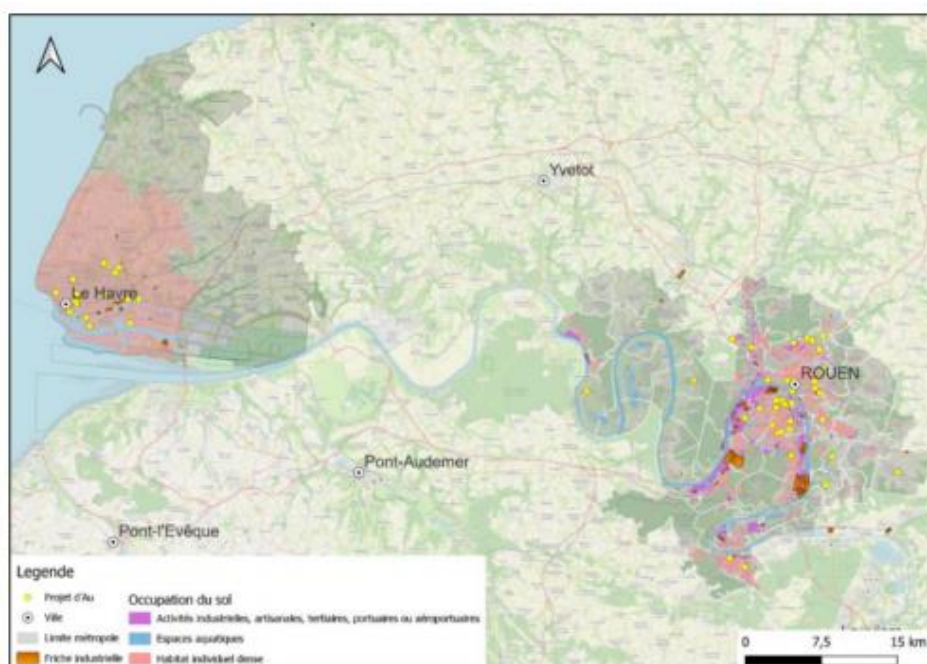 Yvetot
Le Havre
ROUEN
Pont-Audemer
Pont-l'Evêque
Legende
Projet d'Au
Ville
Limite métropole
Friche industrielle
Occupation du sol
Activités industrielles, artisanales, tertiaires, portuaires ou aéroportuaires
Espaces aquatiques
Habitat individuel dense
0 7,5 15 km